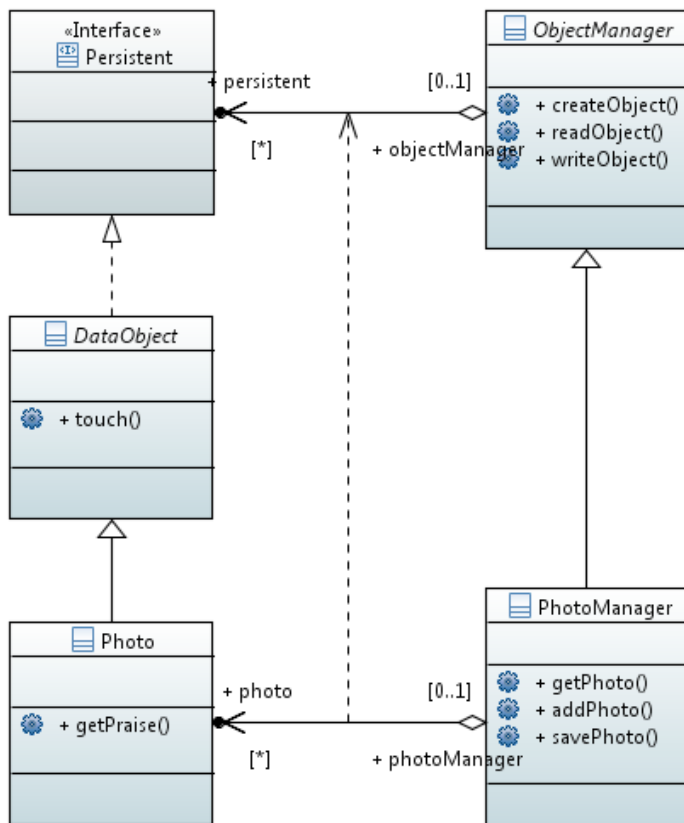 «Interface»
Persistent
ObjectManager
+ persistent
[0..1]
+ createObject()
+ readObject()
+ writeObject()
[*]
+ objectManager
DataObject
+ touch()
Photo
PhotoManager
+ photo
[0..1]
+ getPhoto()
+ addPhoto()
+ savePhoto()
+ getPraise()
[*]
+ photoManager